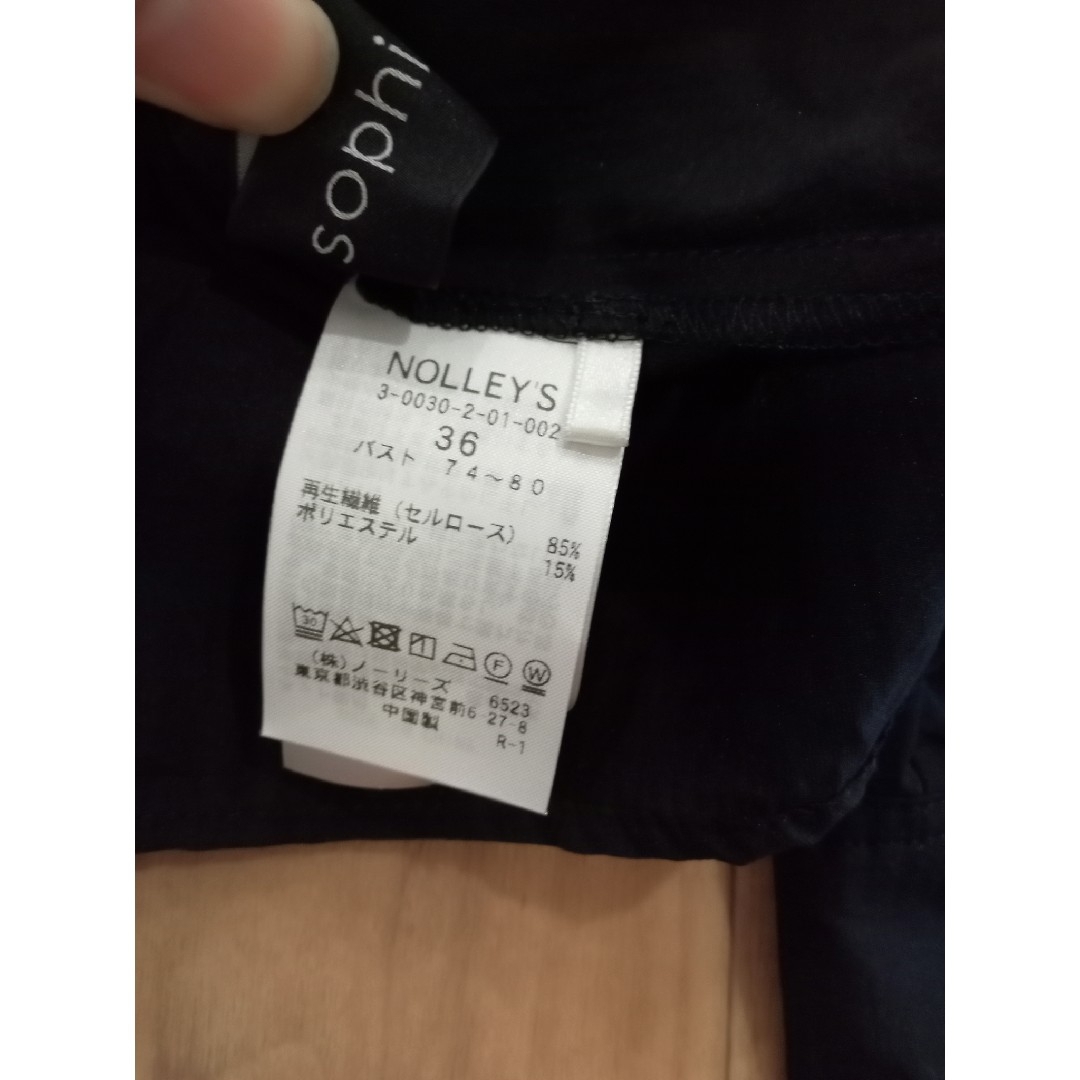 sophi
NOLLEY'S
3-0030-2-01-002
36
バスト 74～80
再生繊維 (セルロース) 85%
ポリエステル 15%
30 1 F W
(株)ノーリーズ 6523
東京都渋谷区神宮前6-27-8
中国製 R-1